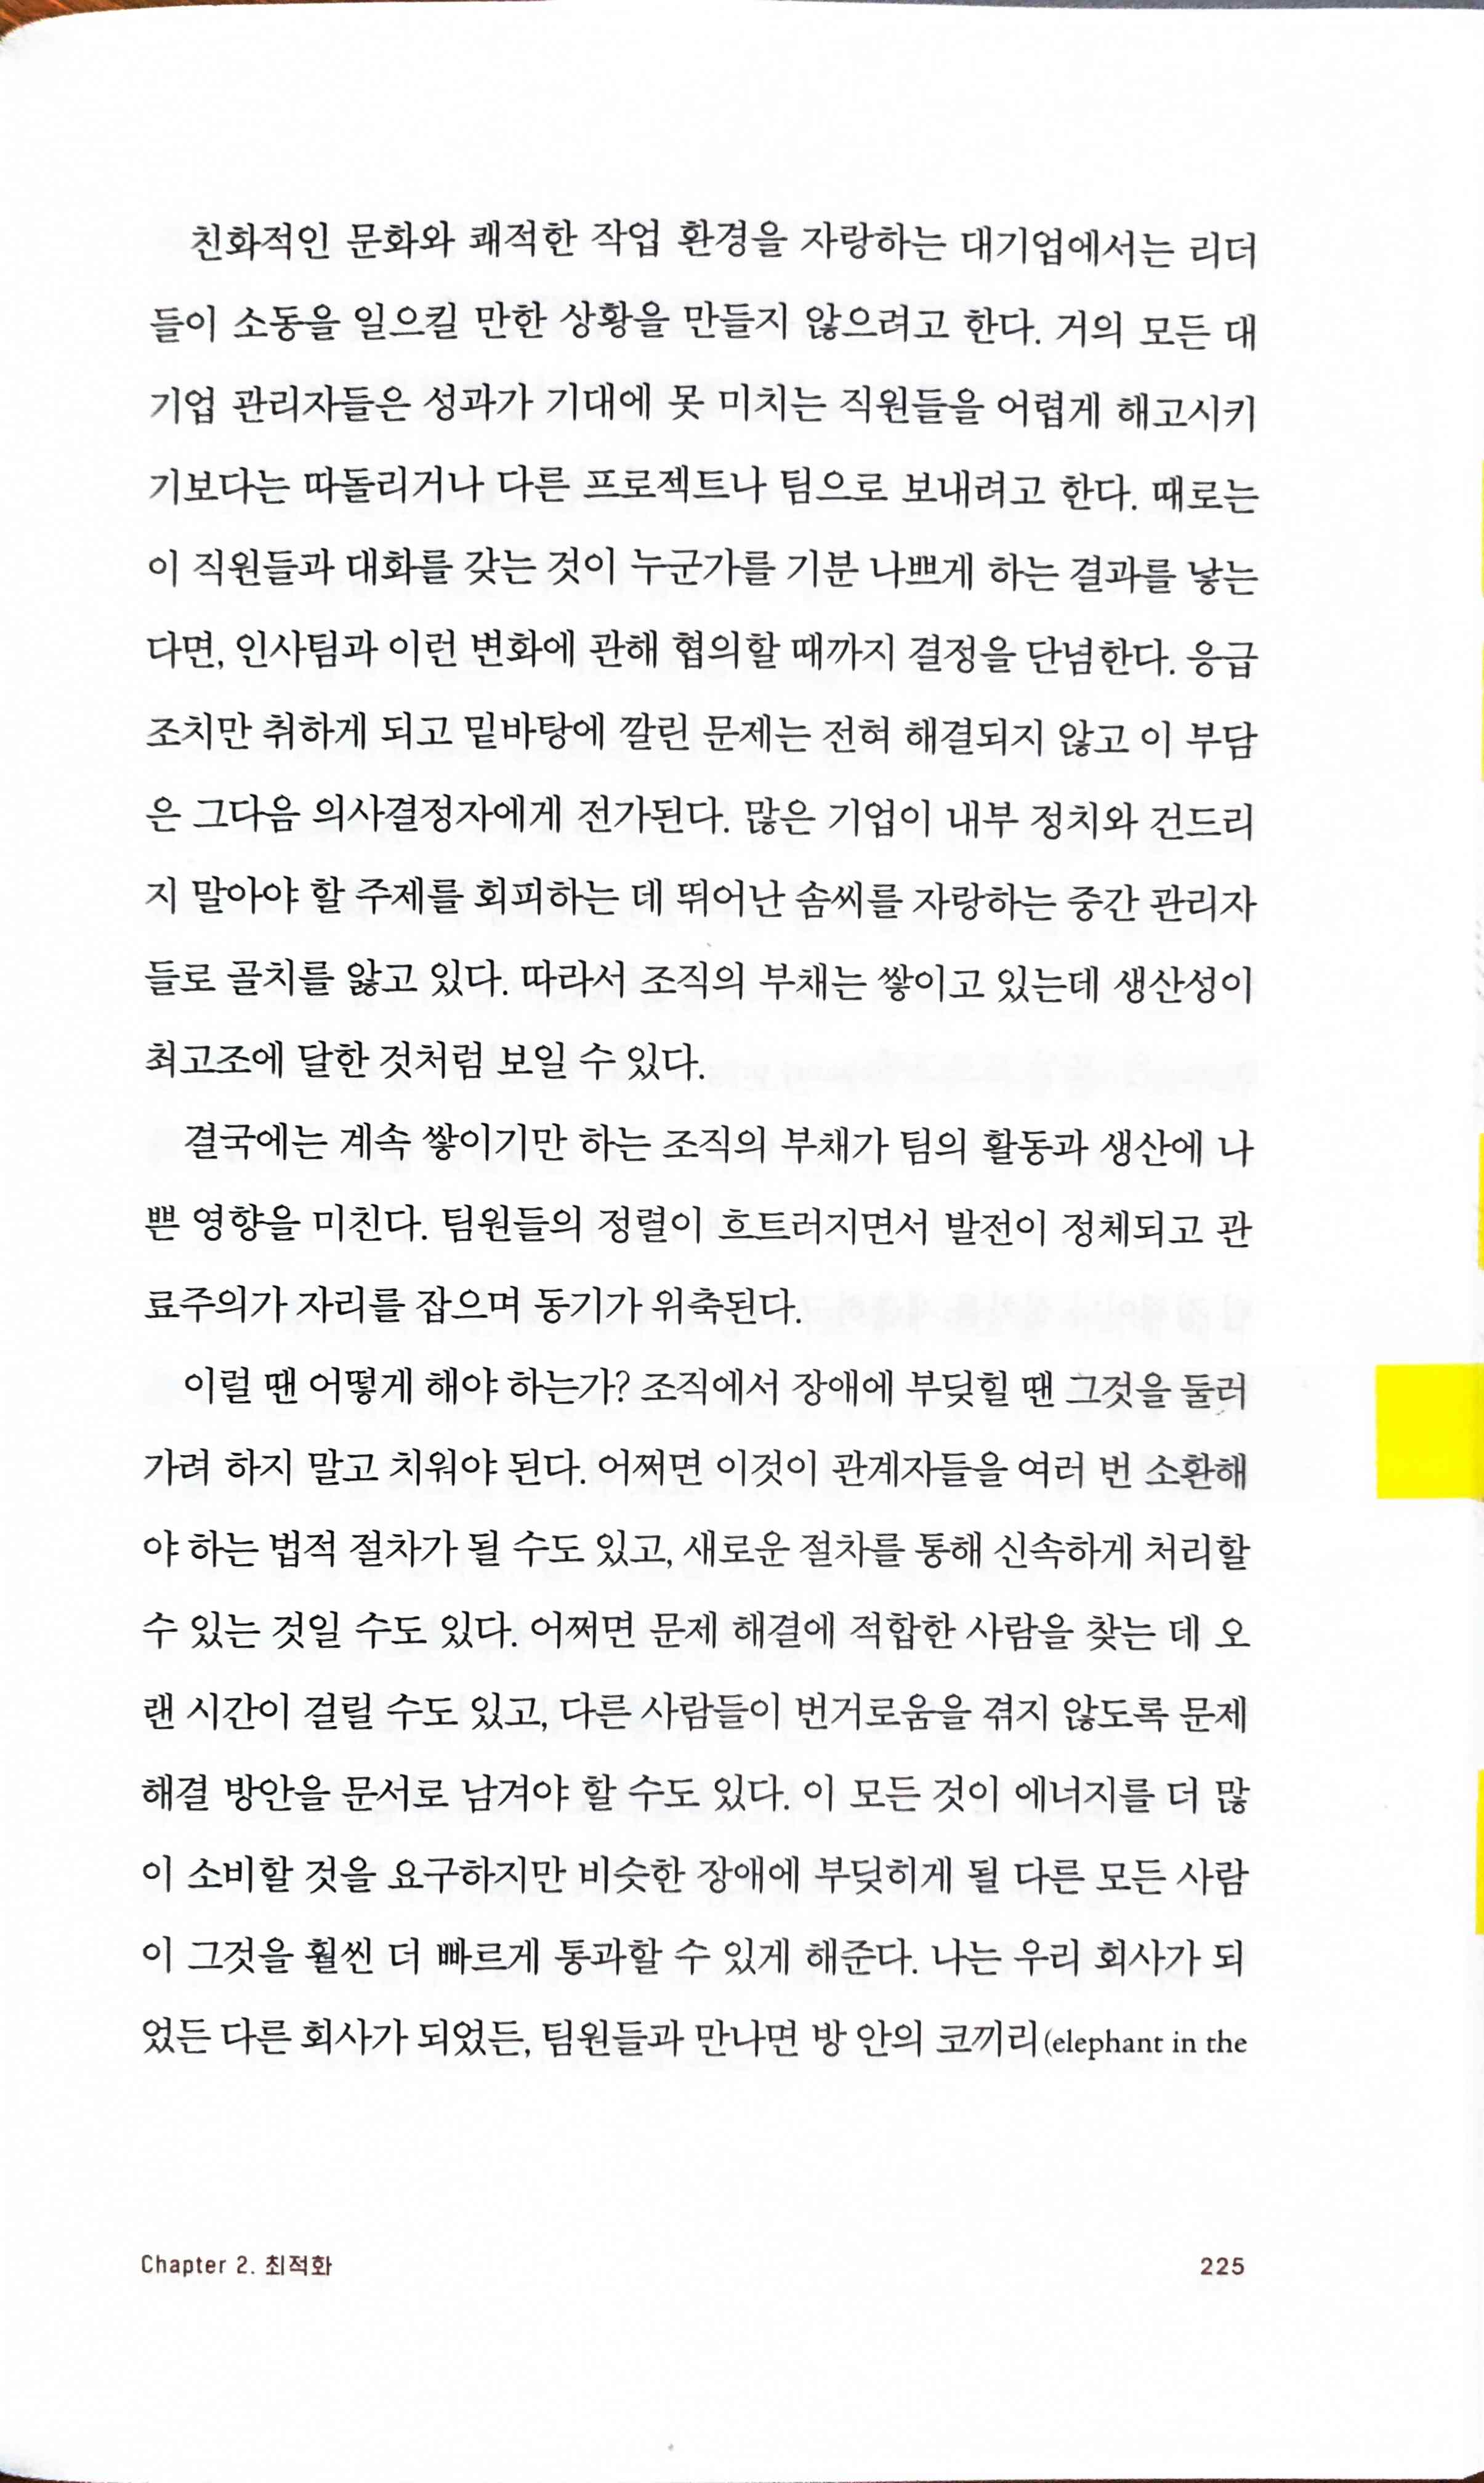 친화적인 문화와 쾌적한 작업 환경을 자랑하는 대기업에서는 리더
들이 소동을 일으킬 만한 상황을 만들지 않으려고 한다. 거의 모든 대
기업 관리자들은 성과가 기대에 못 미치는 직원들을 어렵게 해고시키
기보다는 따돌리거나 다른 프로젝트나 팀으로 보내려고 한다. 때로는
이 직원들과 대화를 갖는 것이 누군가를 기분 나쁘게 하는 결과를 낳는
다면, 인사팀과 이런 변화에 관해 협의할 때까지 결정을 단념한다. 응급
조치만 취하게 되고 밑바탕에 깔린 문제는 전혀 해결되지 않고 이 부담
은 그다음 의사결정자에게 전가된다. 많은 기업이 내부 정치와 건드리
지 말아야 할 주제를 회피하는 데 뛰어난 솜씨를 자랑하는 중간 관리자
들로 골치를 앓고 있다. 따라서 조직의 부채는 쌓이고 있는데 생산성이
최고조에 달한 것처럼 보일 수 있다.
결국에는 계속 쌓이기만 하는 조직의 부채가 팀의 활동과 생산에 나
쁜 영향을 미친다. 팀원들의 정렬이 흐트러지면서 발전이 정체되고 관
료주의가 자리를 잡으며 동기가 위축된다.
이럴 땐 어떻게 해야 하는가? 조직에서 장애에 부딪힐 땐 그것을 둘러
가려 하지 말고 치워야 된다. 어쩌면 이것이 관계자들을 여러 번 소환해
야 하는 법적 절차가 될 수도 있고, 새로운 절차를 통해 신속하게 처리할
수 있는 것일 수도 있다. 어쩌면 문제 해결에 적합한 사람을 찾는 데 오
랜 시간이 걸릴 수도 있고, 다른 사람들이 번거로움을 겪지 않도록 문제
해결 방안을 문서로 남겨야 할 수도 있다. 이 모든 것이 에너지를 더 많
이 소비할 것을 요구하지만 비슷한 장애에 부딪히게 될 다른 모든 사람
이 그것을 훨씬 더 빠르게 통과할 수 있게 해준다. 나는 우리 회사가 되
었든 다른 회사가 되었든, 팀원들과 만나면 방 안의 코끼리(elephant in the
Chapter 2. 최적화
225